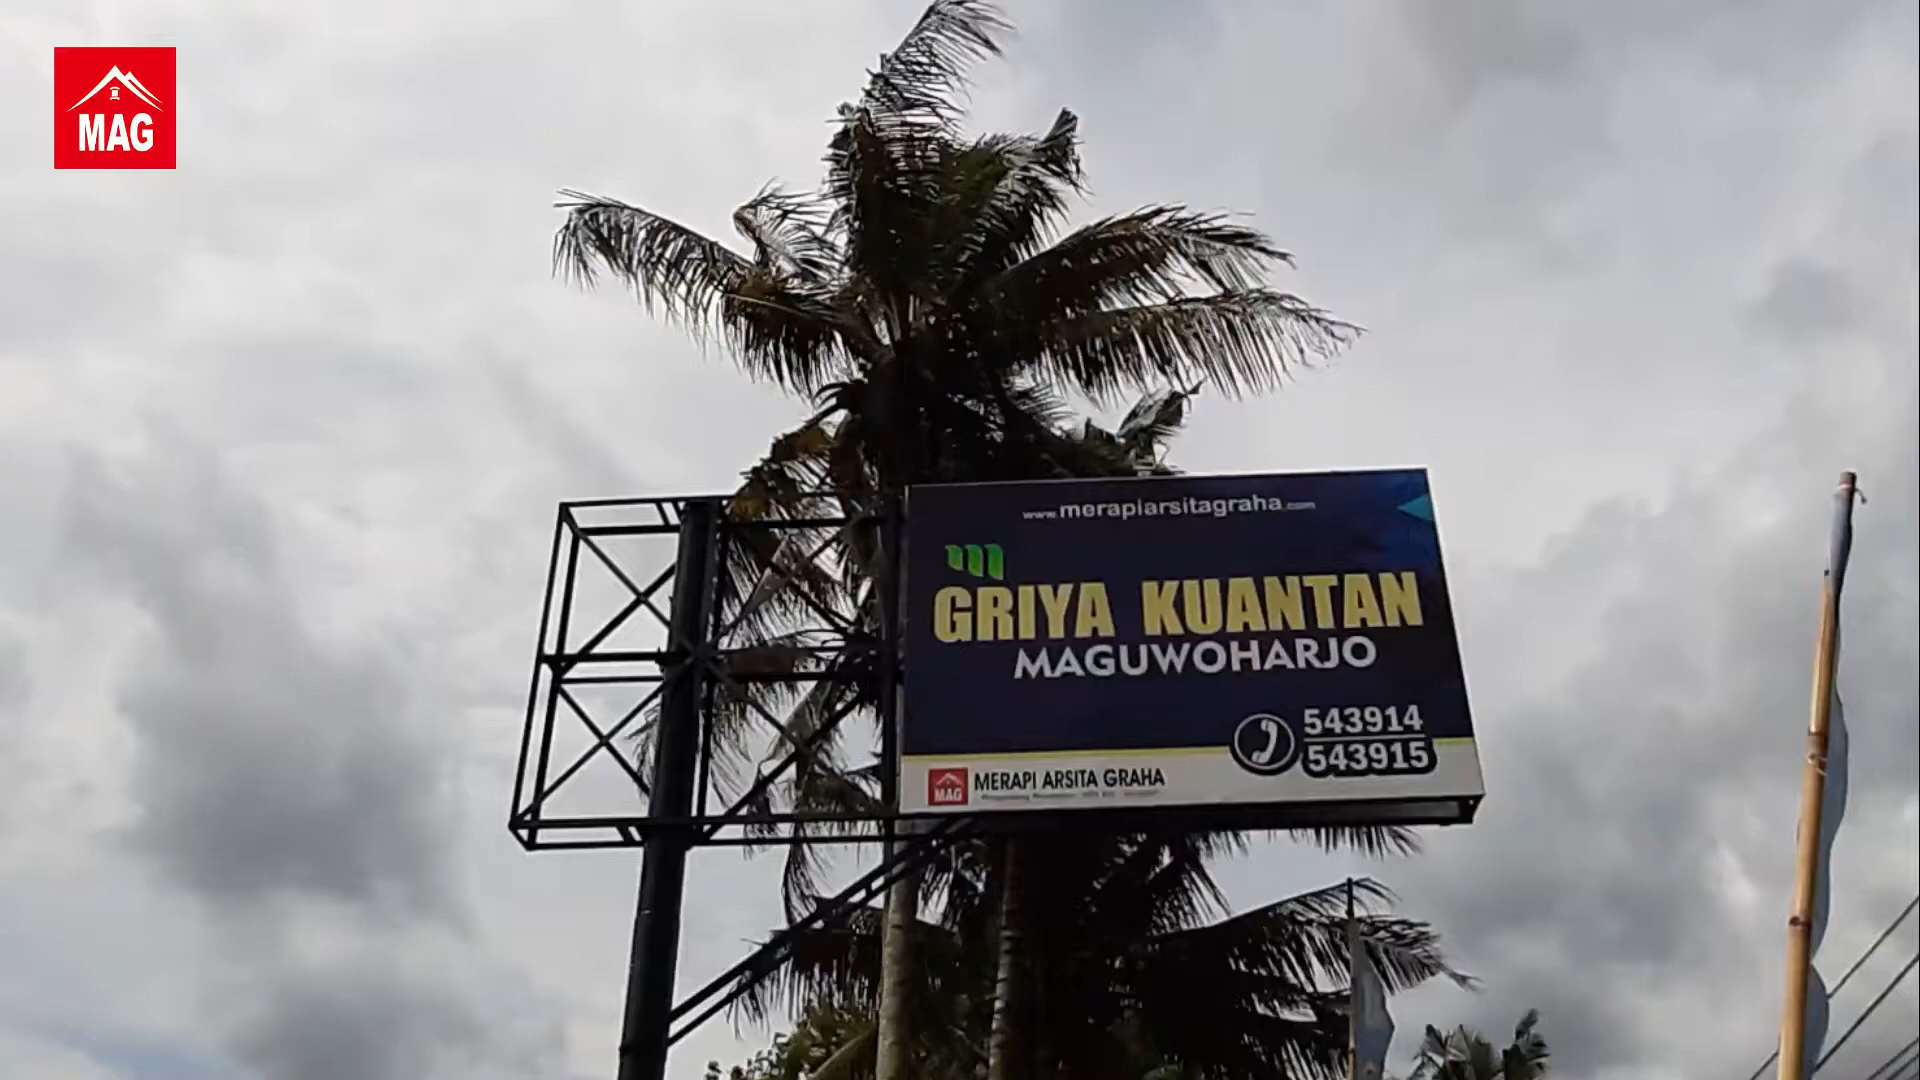 MAG
www.merapiarsitagraha.com
GRIYA KUANTAN
MAGUWOHARJO
543914
543915
MAG
MERAPI ARSITA GRAHA